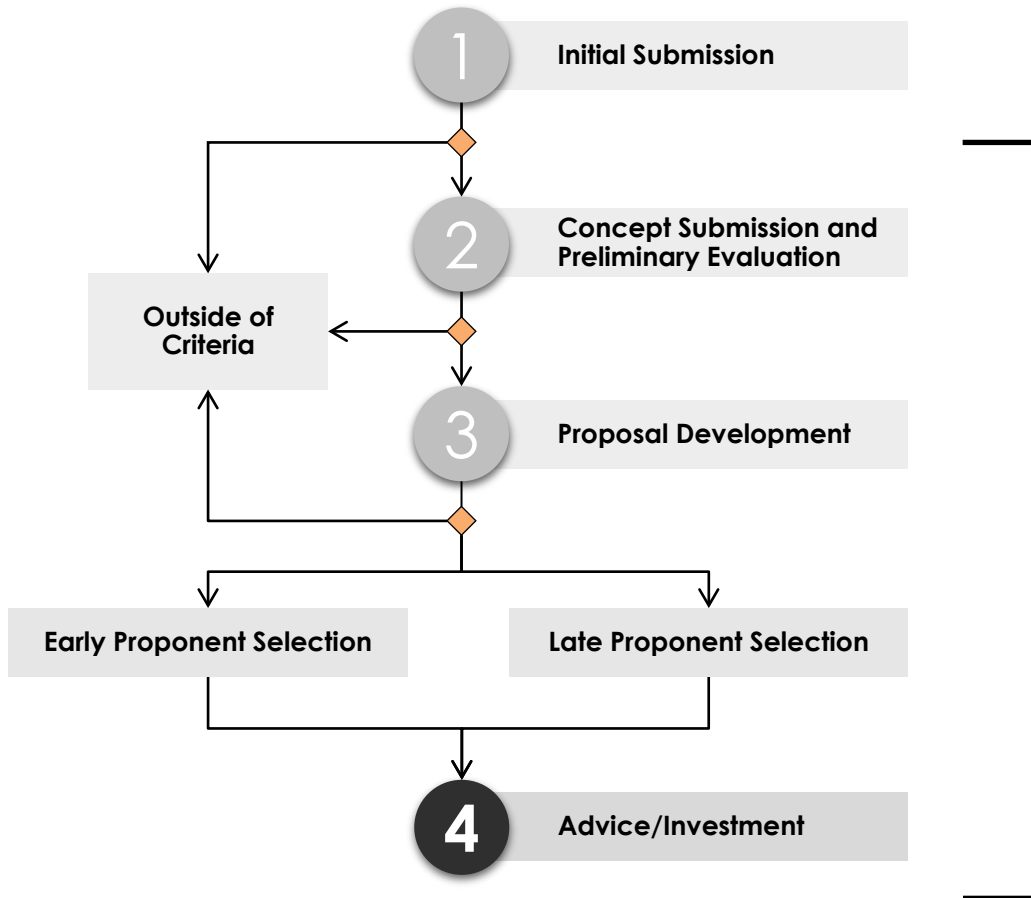 1
Initial Submission
2
Concept Submission and
Preliminary Evaluation
Outside of
Criteria
3
Proposal Development
Early Proponent Selection
Late Proponent Selection
4
Advice/Investment